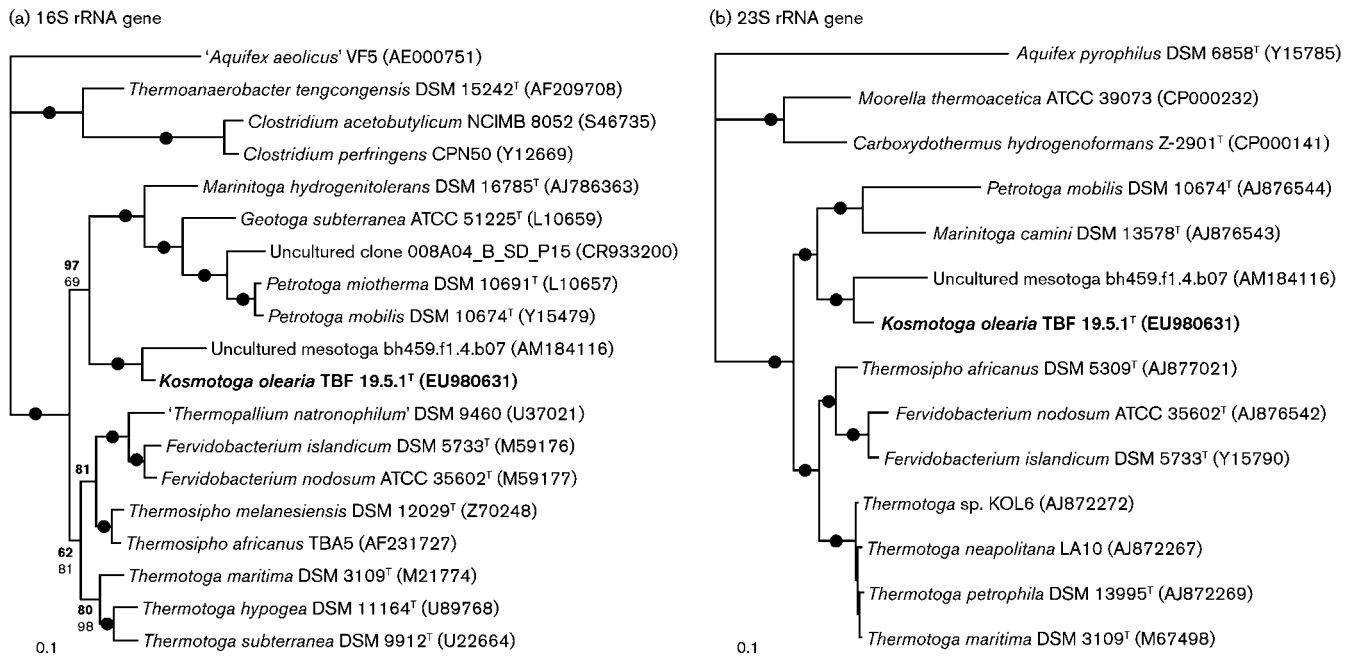 (a) 16S rRNA gene
'Aquifex aeolicus' VF5 (AE000751)
Thermoanaerobacter tengcongensis DSM 15242ᵀ (AF209708)
Clostridium acetobutylicum NCIMB 8052 (S46735)
Clostridium perfringens CPN50 (Y12669)
Marinitoga hydrogenitolerans DSM 16785ᵀ (AJ786363)
Geotoga subterranea ATCC 51225ᵀ (L10659)
Uncultured clone 008A04_B_SD_P15 (CR933200)
97
69
Petrotoga miotherma DSM 10691ᵀ (L10657)
Petrotoga mobilis DSM 10674ᵀ (Y15479)
Uncultured mesotoga bh459.f1.4.b07 (AM184116)
Kosmotoga olearia TBF 19.5.1ᵀ (EU980631)
'Thermopallium natronophilum' DSM 9460 (U37021)
Fervidobacterium islandicum DSM 5733ᵀ (M59176)
81
Fervidobacterium nodosum ATCC 35602ᵀ (M59177)
Thermosipho melanesiensis DSM 12029ᵀ (Z70248)
Thermosipho africanus TBA5 (AF231727)
62
81
Thermotoga maritima DSM 3109ᵀ (M21774)
Thermotoga hypogea DSM 11164ᵀ (U89768)
80
98
Thermotoga subterranea DSM 9912ᵀ (U22664)
0.1
(b) 23S rRNA gene
Aquifex pyrophilus DSM 6858ᵀ (Y15785)
Moorella thermoacetica ATCC 39073 (CP000232)
Carboxydothermus hydrogenoformans Z-2901ᵀ (CP000141)
Petrotoga mobilis DSM 10674ᵀ (AJ876544)
Marinitoga camini DSM 13578ᵀ (AJ876543)
Uncultured mesotoga bh459.f1.4.b07 (AM184116)
Kosmotoga olearia TBF 19.5.1ᵀ (EU980631)
Thermosipho africanus DSM 5309ᵀ (AJ877021)
Fervidobacterium nodosum ATCC 35602ᵀ (AJ876542)
Fervidobacterium islandicum DSM 5733ᵀ (Y15790)
Thermotoga sp. KOL6 (AJ872272)
Thermotoga neapolitana LA10 (AJ872267)
Thermotoga petrophila DSM 13995ᵀ (AJ872269)
Thermotoga maritima DSM 3109ᵀ (M67498)
0.1